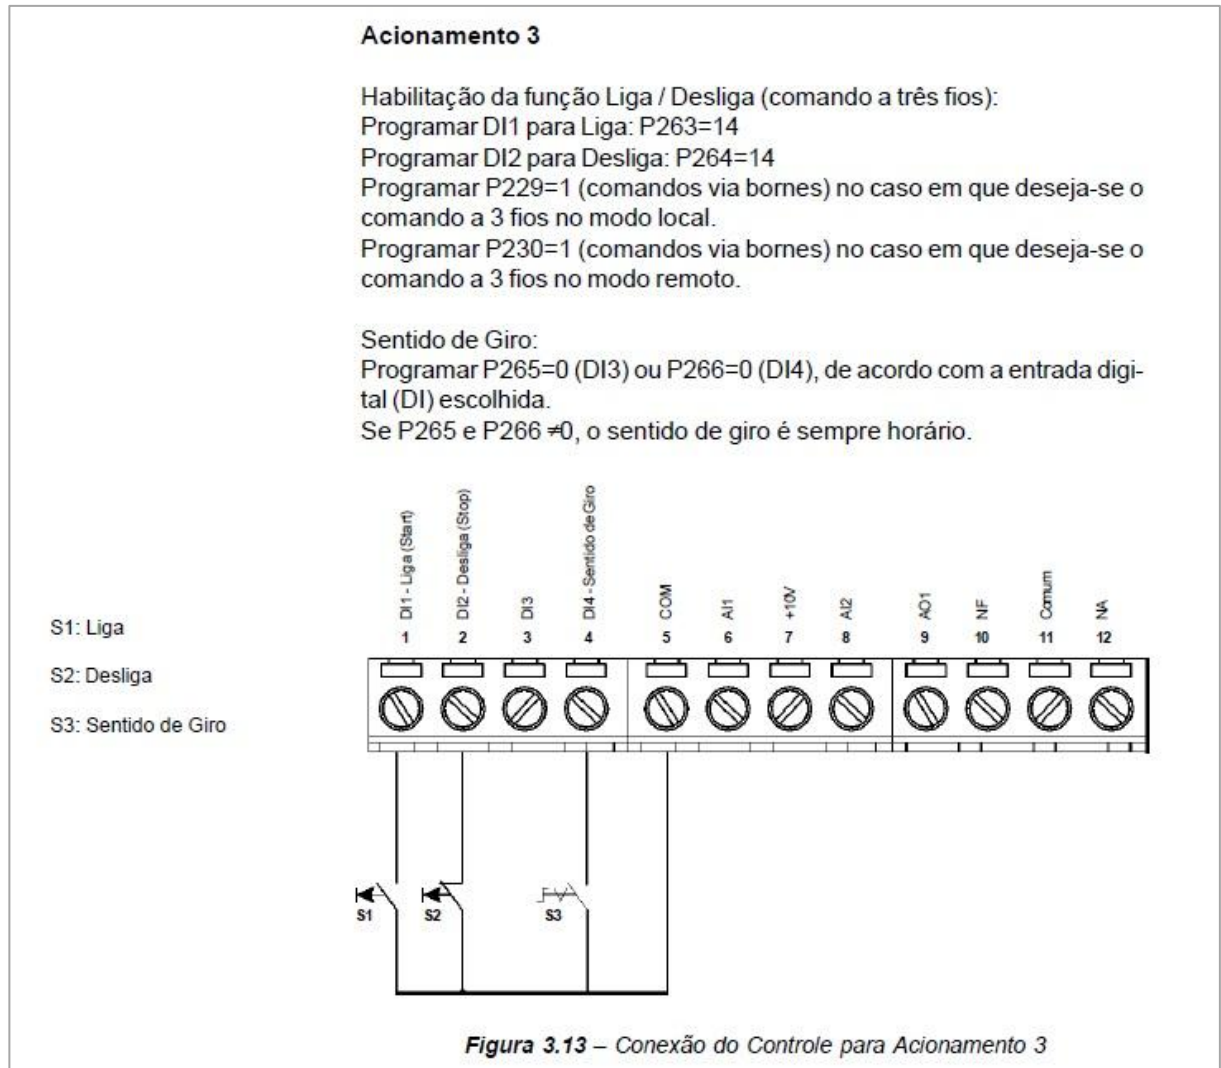 Acionamento 3
Habilitação da função Liga / Desliga (comando a três fios):
Programar DI1 para Liga: P263=14
Programar DI2 para Desliga: P264=14
Programar P229=1 (comandos via bornes) no caso em que deseja-se o
comando a 3 fios no modo local.
Programar P230=1 (comandos via bornes) no caso em que deseja-se o
comando a 3 fios no modo remoto.
Sentido de Giro:
Programar P265=0 (DI3) ou P266=0 (DI4), de acordo com a entrada digi-
tal (DI) escolhida.
Se P265 e P266 ≠0, o sentido de giro é sempre horário.
S1: Liga
S2: Desliga
S3: Sentido de Giro
DI1 - Liga (Start)
DI2 - Desliga (Stop)
DI3
DI4 - Sentido de Giro
COM
AI1
+10V
AI2
AO1
NF
Comum
NA
1 2 3 4 5 6 7 8 9 10 11 12
S1 S2 S3
Figura 3.13 – Conexão do Controle para Acionamento 3